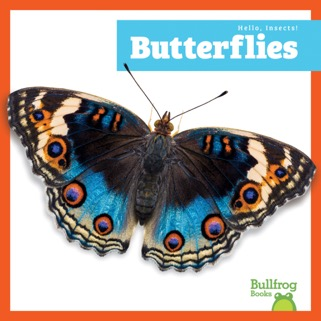 Hello, Insects!
Butterflies
Bullfrog
Books